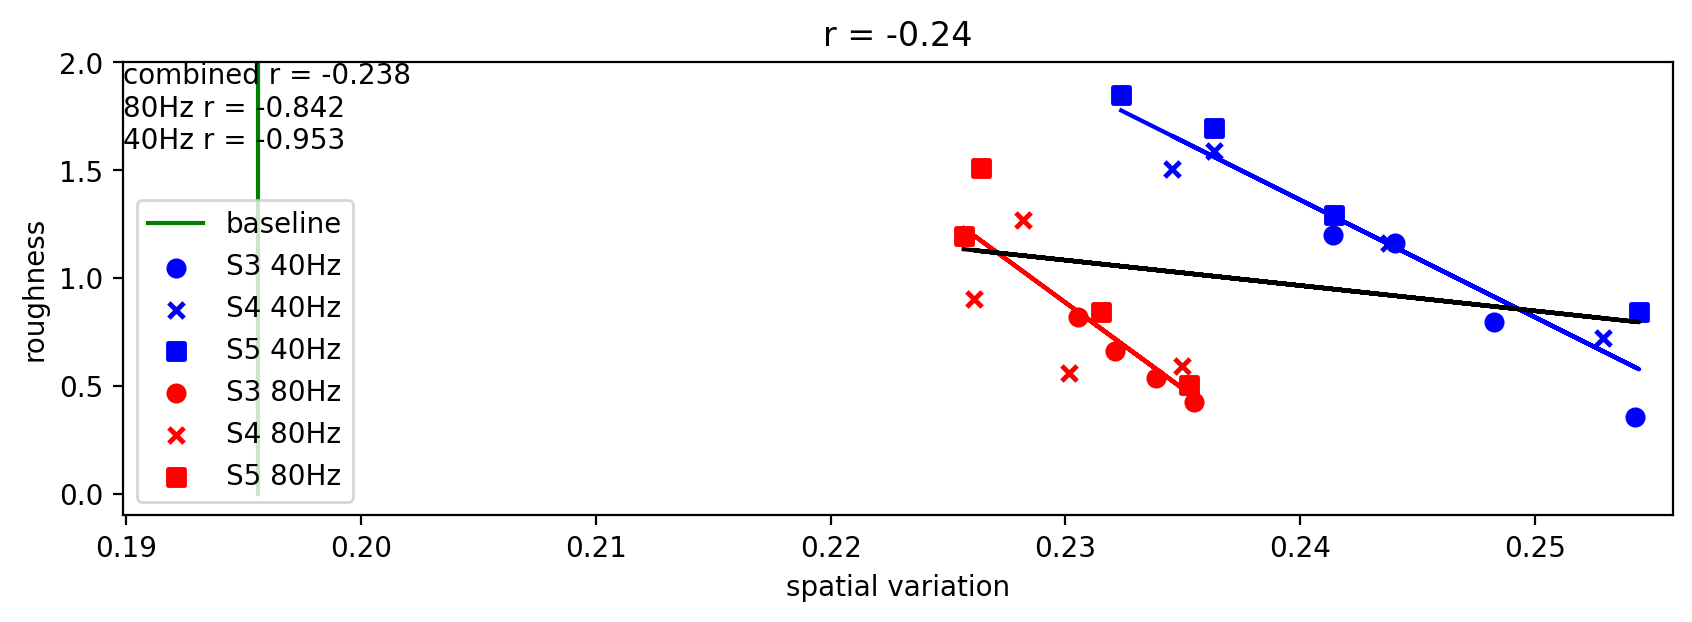 r = -0.24
combined r = -0.238
80Hz r = -0.842
40Hz r = -0.953
baseline
S3 40Hz
S4 40Hz
S5 40Hz
S3 80Hz
S4 80Hz
S5 80Hz
roughness
2.0
1.5
1.0
0.5
0.0
0.19 0.20 0.21 0.22 0.23 0.24 0.25
spatial variation